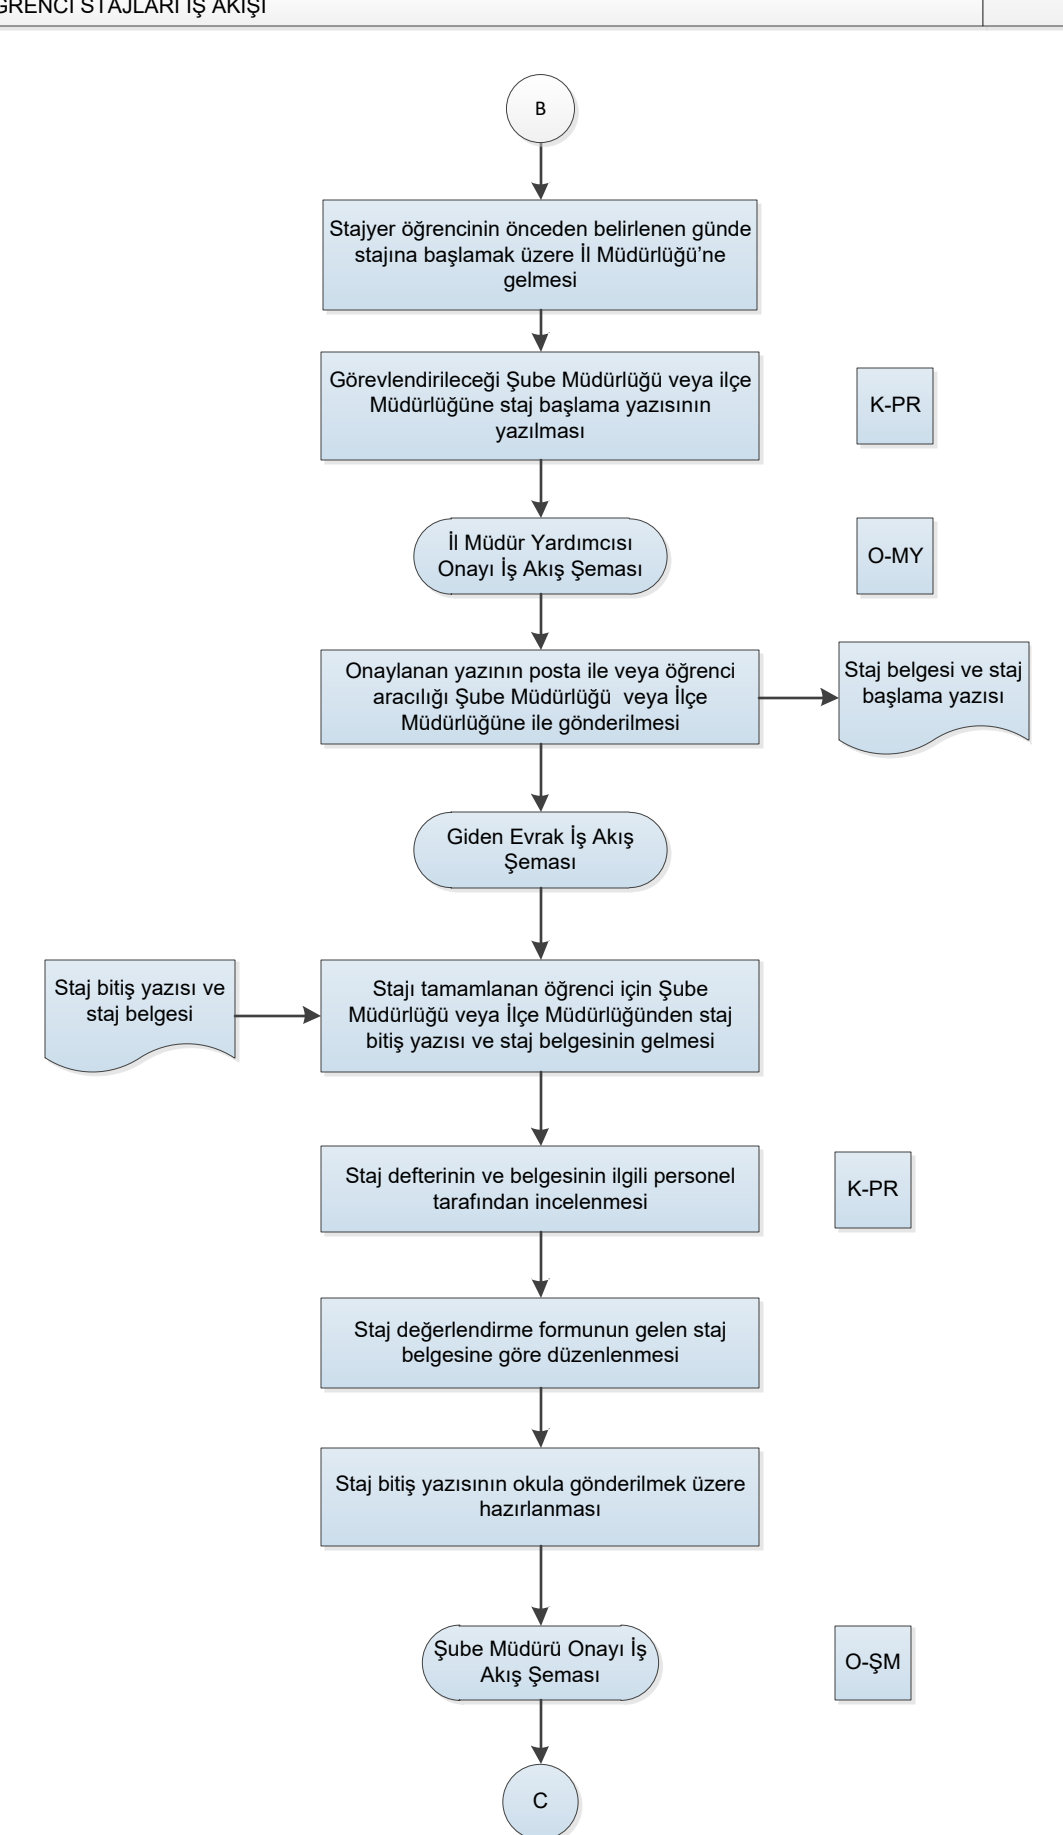 ĞRENCİ STAJLARI İŞ AKIŞI
B
Stajyer öğrencinin önceden belirlenen günde
stajına başlamak üzere İl Müdürlüğü’ne
gelmesi
Görevlendirileceği Şube Müdürlüğü veya ilçe
Müdürlüğüne staj başlama yazısının
yazılması
K-PR
İl Müdür Yardımcısı
Onayı İş Akış Şeması
O-MY
Onaylanan yazının posta ile veya öğrenci
aracılığı Şube Müdürlüğü  veya İlçe
Müdürlüğüne ile gönderilmesi
Staj belgesi ve staj
başlama yazısı
Giden Evrak İş Akış
Şeması
Staj bitiş yazısı ve
staj belgesi
Stajı tamamlanan öğrenci için Şube
Müdürlüğü veya İlçe Müdürlüğünden staj
bitiş yazısı ve staj belgesinin gelmesi
Staj defterinin ve belgesinin ilgili personel
tarafından incelenmesi
K-PR
Staj değerlendirme formunun gelen staj
belgesine göre düzenlenmesi
Staj bitiş yazısının okula gönderilmek üzere
hazırlanması
Şube Müdürü Onayı İş
Akış Şeması
O-ŞM
C